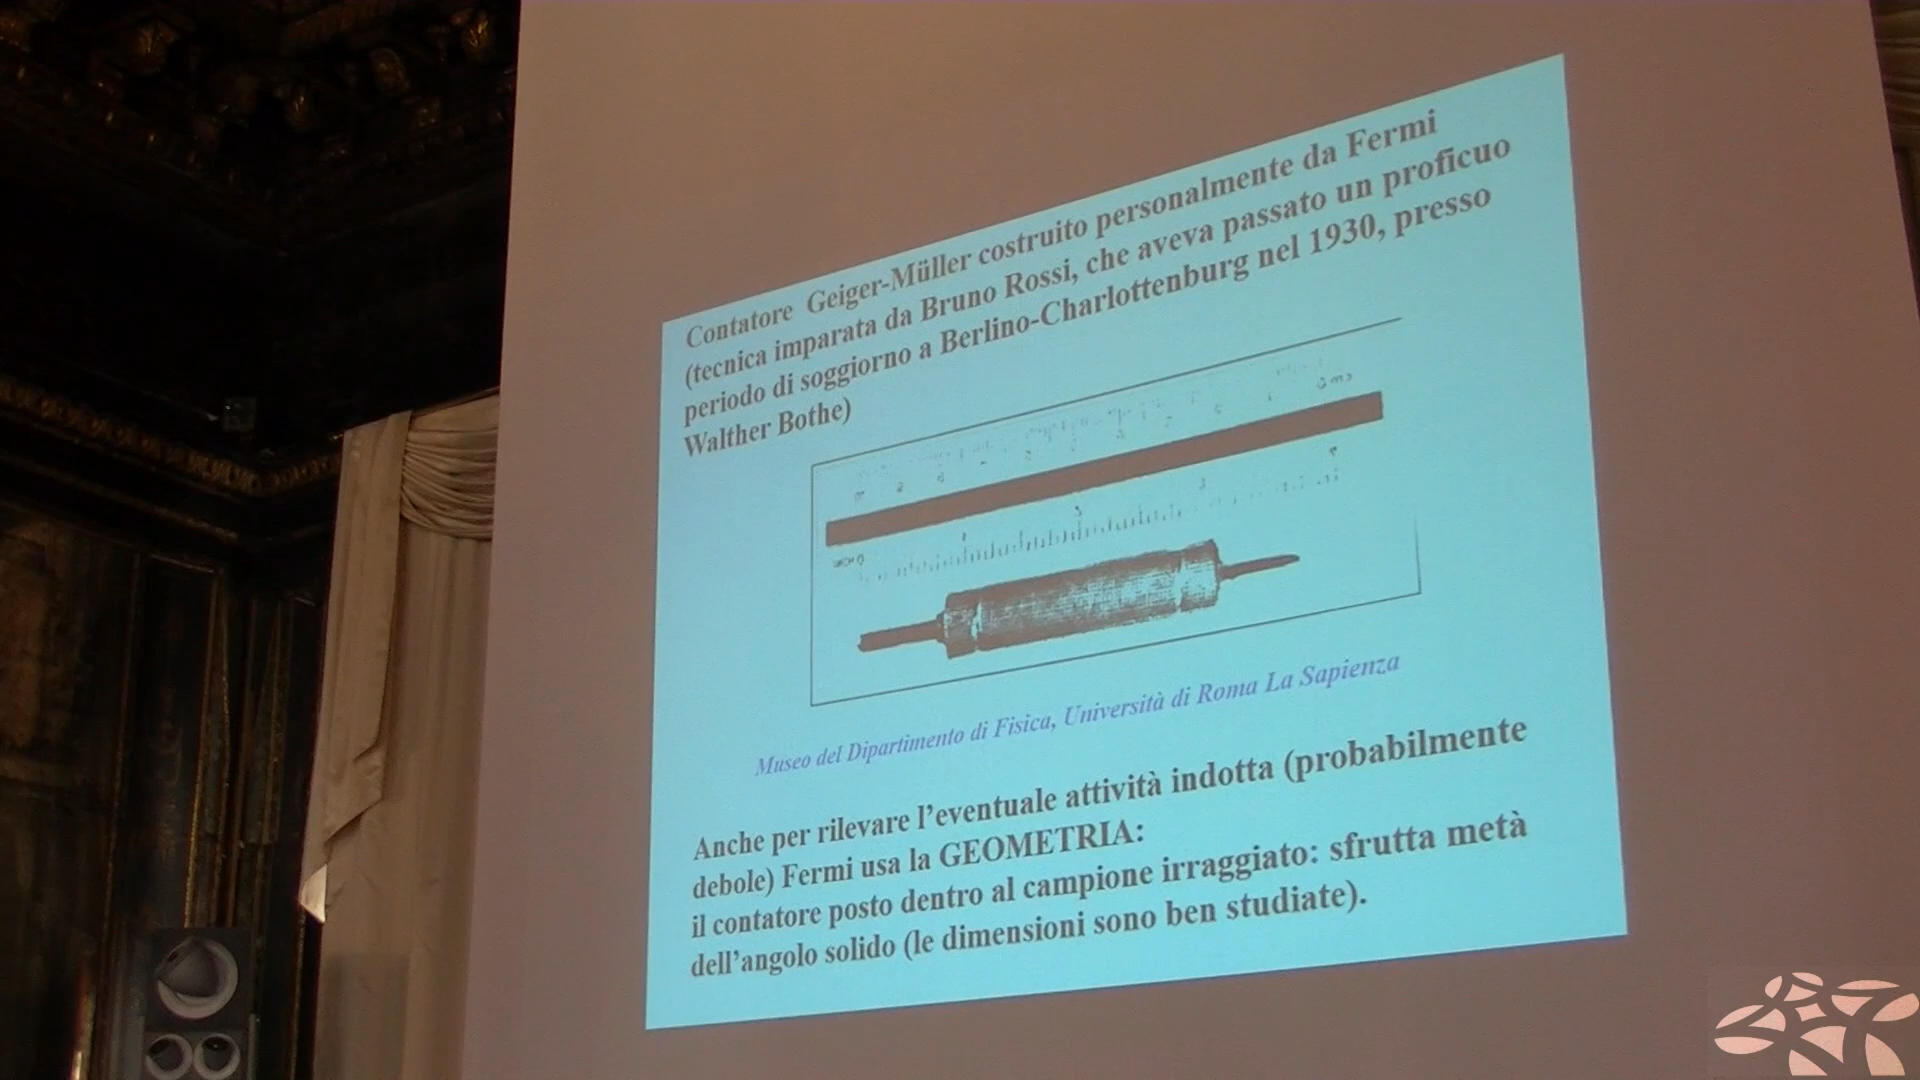 Contatore Geiger-Müller costruito personalmente da Fermi
(tecnica imparata da Bruno Rossi, che aveva passato un proficuo
periodo di soggiorno a Berlino-Charlottenburg nel 1930, presso
Walther Bothe)
Museo del Dipartimento di Fisica, Università di Roma La Sapienza
Anche per rilevare l'eventuale attività indotta (probabilmente
debole) Fermi usa la GEOMETRIA:
il contatore posto dentro al campione irraggiato: sfrutta metà
dell'angolo solido (le dimensioni sono ben studiate).